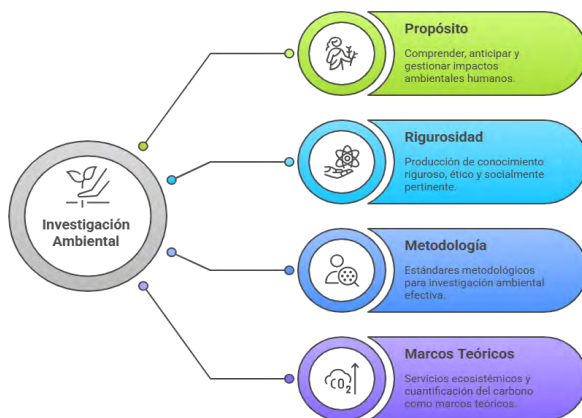 Investigación
Ambiental
Propósito
Comprender, anticipar y
gestionar impactos
ambientales humanos.
Rigurosidad
Producción de conocimiento
riguroso, ético y socialmente
pertinente.
Metodología
Estándares metodológicos
para investigación ambiental
efectiva.
Marcos Teóricos
Servicios ecosistémicos y
cuantificación del carbono
como marcos teóricos.
CO2